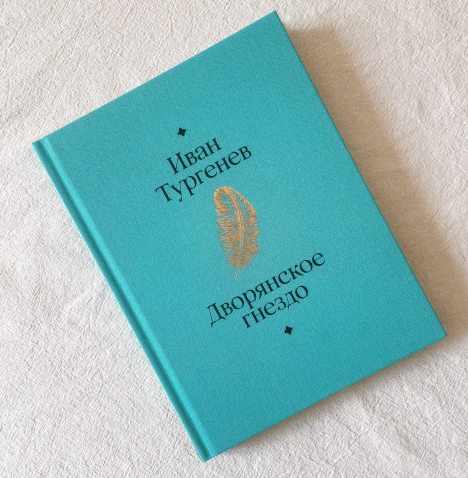 Иван
Тургенев
Дворянское
гнездо